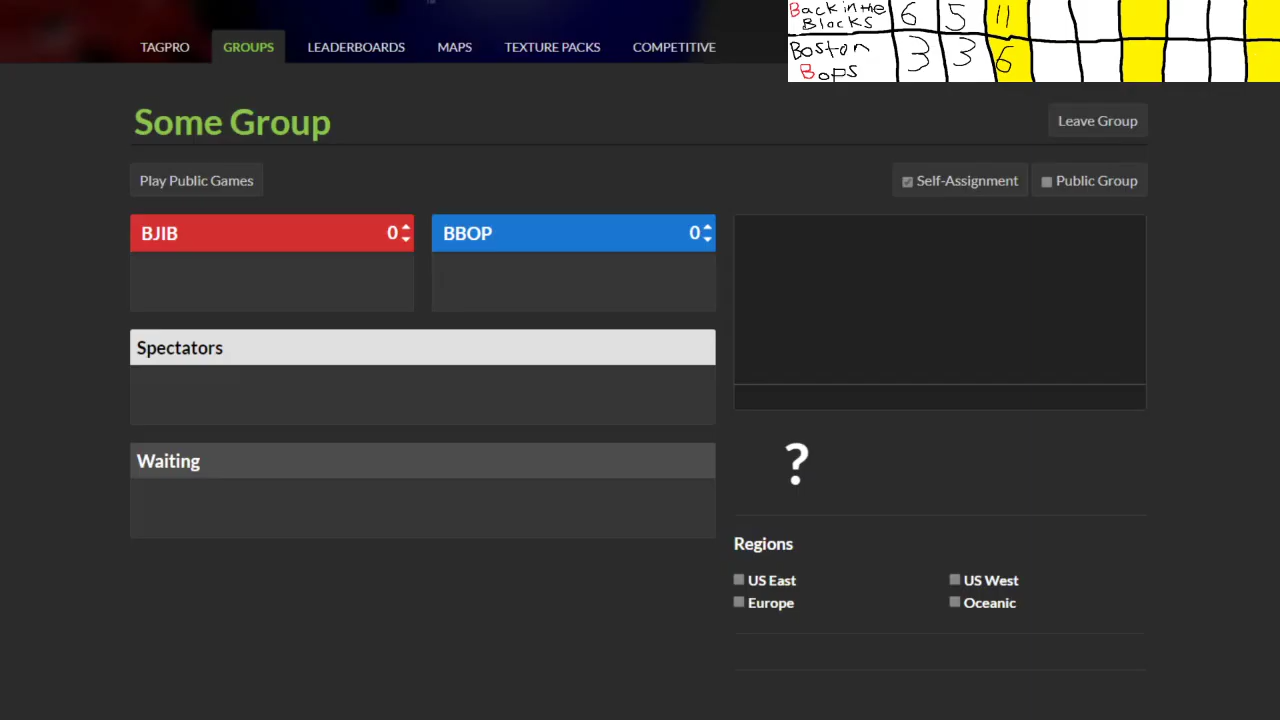 Back in the
Blocks 6 5 11
Boston
Bops 3 3 6
TAGPRO GROUPS LEADERBOARDS MAPS TEXTURE PACKS COMPETITIVE
Some Group
Leave Group
Play Public Games
Self-Assignment
Public Group
BJIB 0
BBOP 0
Spectators
Waiting
?
Regions
US East
US West
Europe
Oceanic